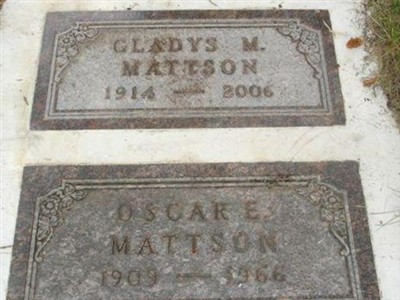 GLADYS M.
MATTSON
1914 — 2006
OSCAR E.
MATTSON
1909 — 1966